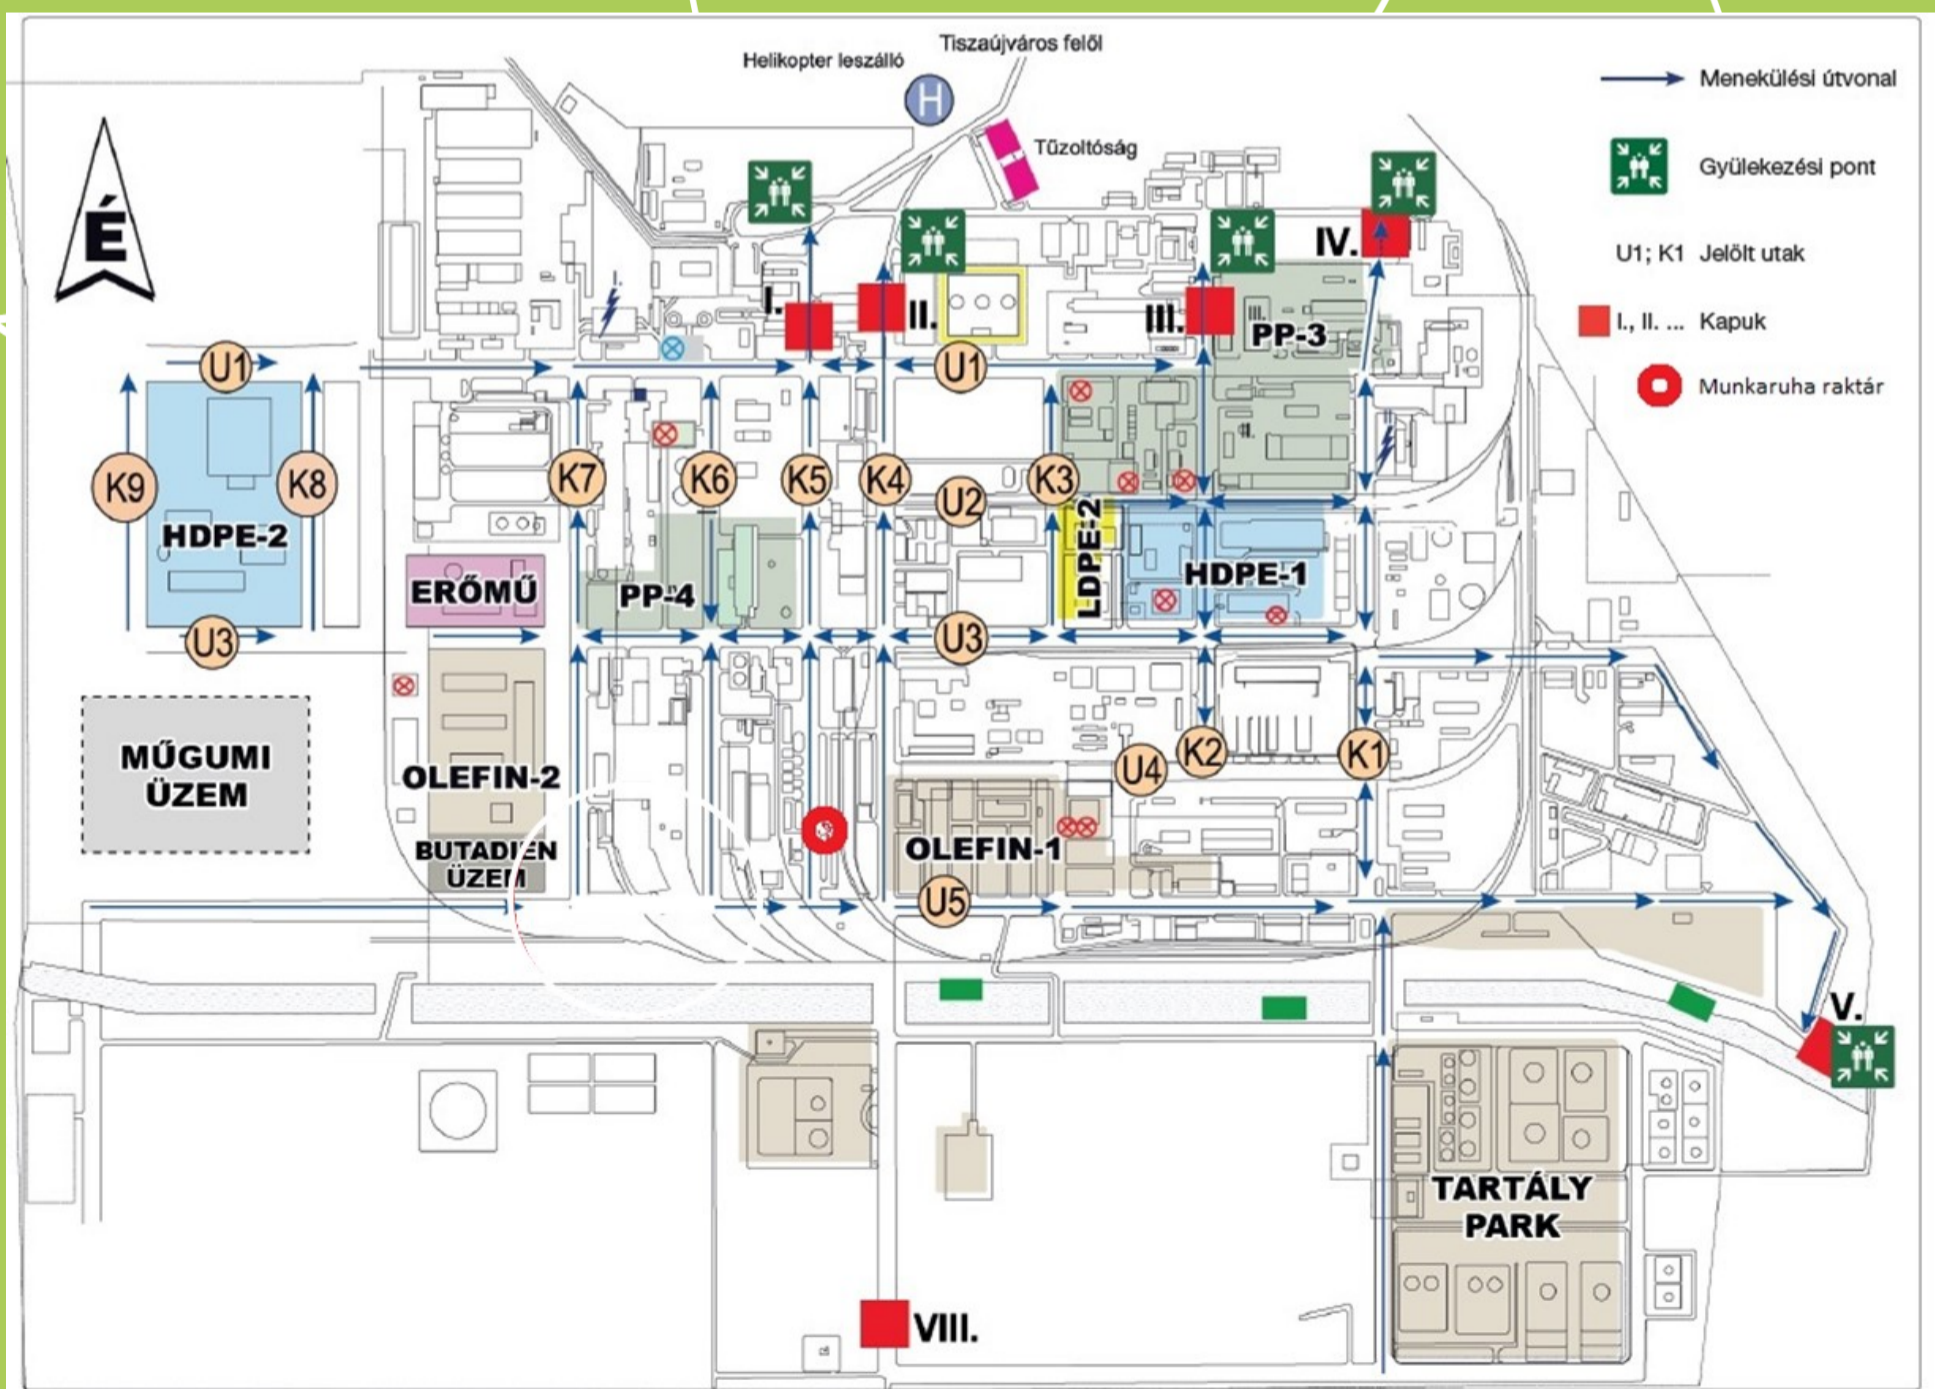 Tiszaújváros felől
Helikopter leszálló
H
Tűzoltóság
Menekülési útvonal
Gyülekezési pont
U1; K1 Jelölt utak
I., II. ... Kapuk
Munkaruha raktár
É
I.
II.
III.
IV.
III.
PP-3
U1
U1
K9
K8
K7
K6
K5
K4
K3
U2
II.
HDPE-2
ERŐMŰ
PP-4
LDPE-2
HDPE-1
U3
U3
MŰGUMI
ÜZEM
OLEFIN-2
U4
K2
K1
BUTADIÉN
ÜZEM
OLEFIN-1
U5
V.
TARTÁLY
PARK
VIII.